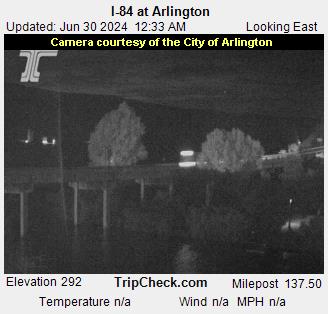 I-84 at Arlington
Updated: Jun 30 2024 12:33 AM Looking East
Camera courtesy of the City of Arlington
Elevation 292 TripCheck.com Milepost 137.50
Temperature n/a Wind n/a MPH n/a